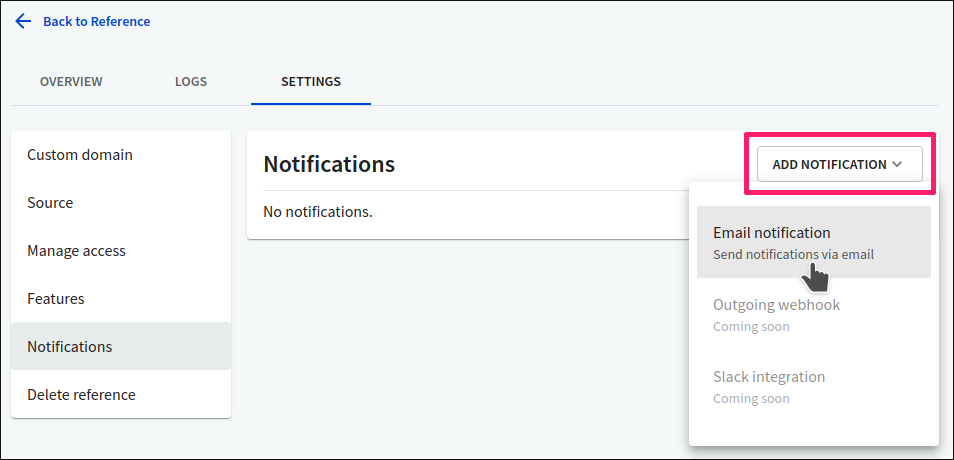 Back to Reference
OVERVIEW
LOGS
SETTINGS
Custom domain
Source
Manage access
Features
Notifications
Delete reference
Notifications
ADD NOTIFICATION
No notifications.
Email notification
Send notifications via email
Outgoing webhook
Coming soon
Slack integration
Coming soon